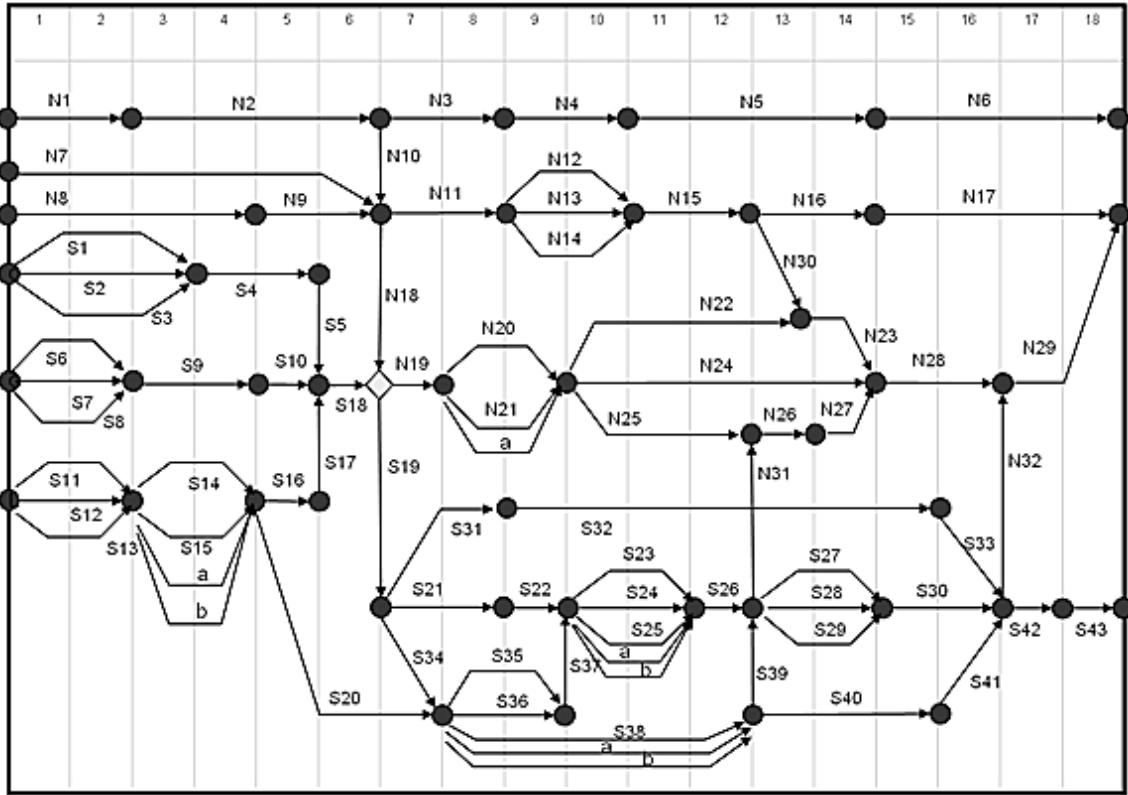 1 2 3 4 5 6 7 8 9 10 11 12 13 14 15 16 17 18
N1 N2 N3 N4 N5 N6
N7 N10 N12
N8 N9 N11 N13 N15 N16 N17
N14
S1
S2 S4 N18 N30
S3 S5 N22
N20 N23
S6 S9 S10 N19 N24 N28 N29
S7 S18 N21 N25 N26 N27
S8 a
S11 S14 S16 S17 S19 N31 N32
S12 S31 S32
S13 S15 S33
a S23 S27
b S21 S22 S24 S26 S28 S30
S25 S29 S42 S43
a
S34 S35 S37 b S39 S41
S20 S36 S40
S38
a
b